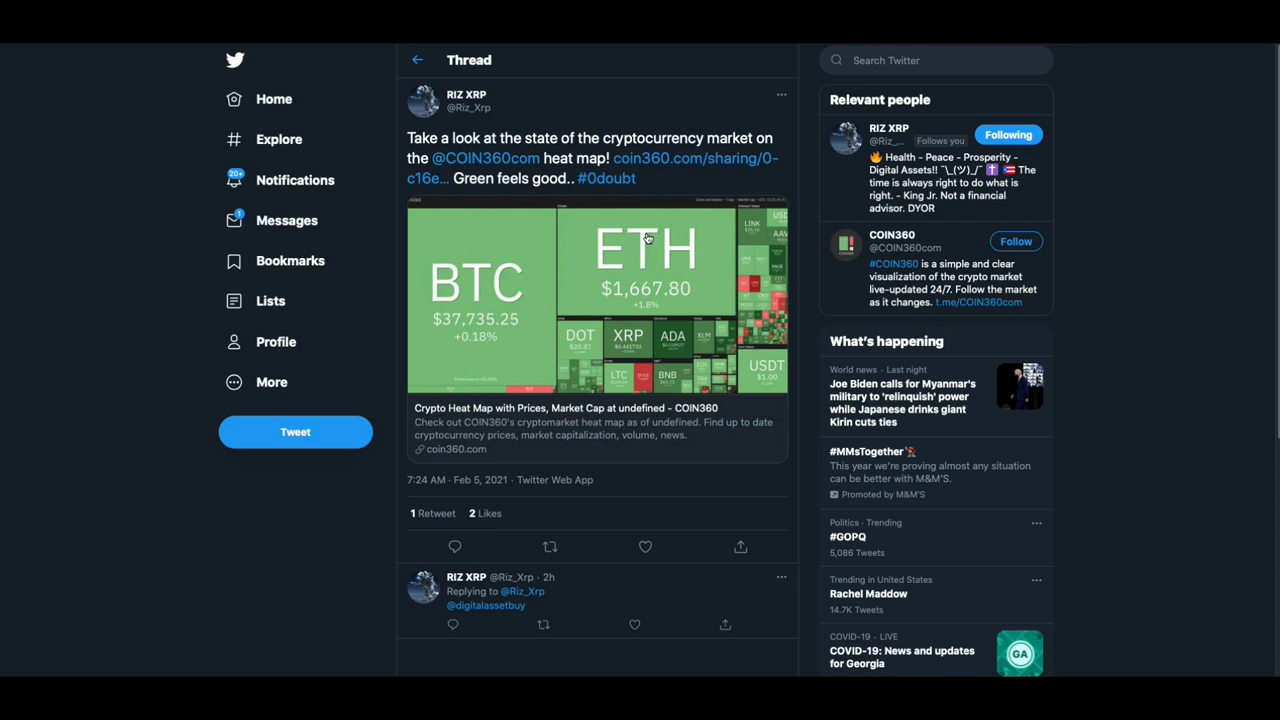 Home
Explore
20+
Notifications
1
Messages
Bookmarks
Lists
Profile
More
Tweet
Thread
RIZ XRP
@Riz_Xrp
Take a look at the state of the cryptocurrency market on
the @COIN360com heat map! coin360.com/sharing/0-
c16e... Green feels good.. #0doubt
BTC
$37,735.25
+0.18%
ETH
$1,667.80
+1.8%
DOT
$20.87
XRP
ADA
XLM
LTC
BNB
LINK
USDT
$1.00
Crypto Heat Map with Prices, Market Cap at undefined - COIN360
Check out COIN360's cryptomarket heat map as of undefined. Find up to date
cryptocurrency prices, market capitalization, volume, news.
coin360.com
7:24 AM · Feb 5, 2021 · Twitter Web App
1 Retweet 2 Likes
RIZ XRP @Riz_Xrp · 2h
Replying to @Riz_Xrp
@digitalassetbuy
Search Twitter
Relevant people
RIZ XRP
@Riz_... Follows you
Following
🔥 Health - Peace - Prosperity -
Digital Assets!! ¯\_(ツ)_/¯ ✝️ 🇵🇷 The
time is always right to do what is
right. - King Jr. Not a financial
advisor. DYOR
COIN360
@COIN360com
Follow
#COIN360 is a simple and clear
visualization of the crypto market
live-updated 24/7. Follow the market
as it changes. t.me/COIN360com
What's happening
World news · Last night
Joe Biden calls for Myanmar's
military to 'relinquish' power
while Japanese drinks giant
Kirin cuts ties
#MMsTogether
This year we're proving almost any situation
can be better with M&M'S.
Promoted by M&M'S
Politics · Trending
#GOPQ
5,086 Tweets
Trending in United States
Rachel Maddow
14.7K Tweets
COVID-19 · LIVE
COVID-19: News and updates
for Georgia
GA